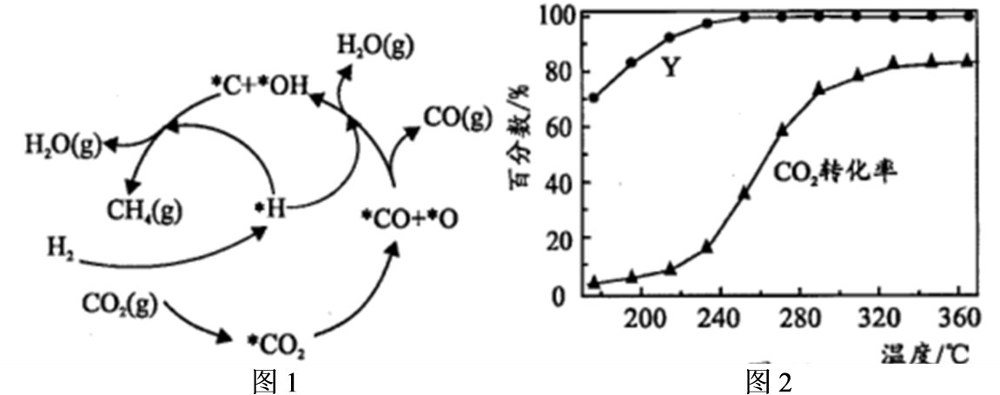 H₂O(g)
*C+*OH
CO(g)
H₂O(g)
CH₄(g)
*H
*CO+*O
H₂
CO₂(g)
*CO₂
图1
百分数/%
100
80
60
40
20
0
Y
CO₂转化率
200 240 280 320 360
温度/℃
图2